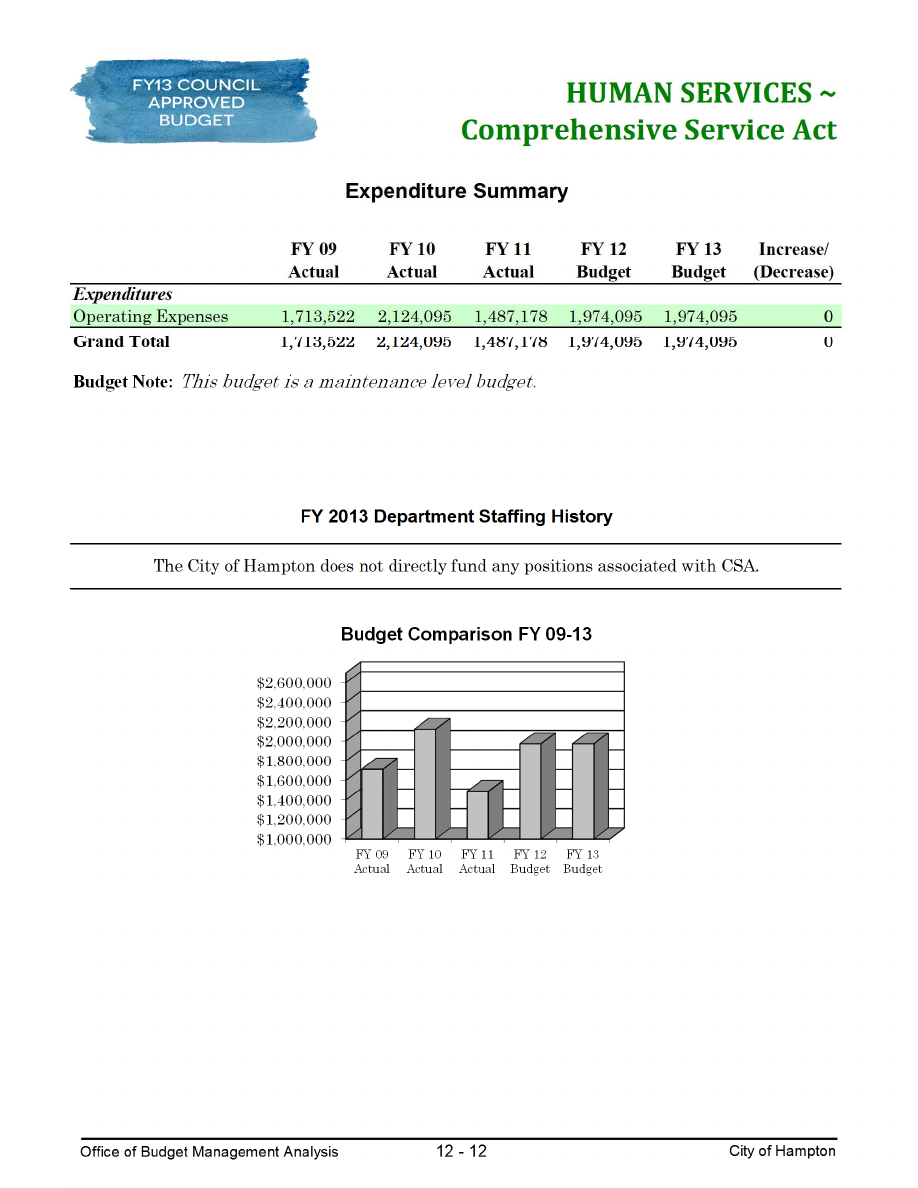 FY13 COUNCIL
APPROVED
BUDGET
HUMAN SERVICES ~
Comprehensive Service Act
Expenditure Summary
FY 09 FY 10 FY 11 FY 12 FY 13 Increase/
Actual Actual Actual Budget Budget (Decrease)
Expenditures
Operating Expenses 1,713,522 2,124,095 1,487,178 1,974,095 1,974,095 0
Grand Total 1,713,522 2,124,095 1,487,178 1,974,095 1,974,095 0
Budget Note: This budget is a maintenance level budget.
FY 2013 Department Staffing History
The City of Hampton does not directly fund any positions associated with CSA.
Budget Comparison FY 09-13
$2,600,000
$2,400,000
$2,200,000
$2,000,000
$1,800,000
$1,600,000
$1,400,000
$1,200,000
$1,000,000
FY 09 FY 10 FY 11 FY 12 FY 13
Actual Actual Actual Budget Budget
Office of Budget Management Analysis 12 - 12 City of Hampton